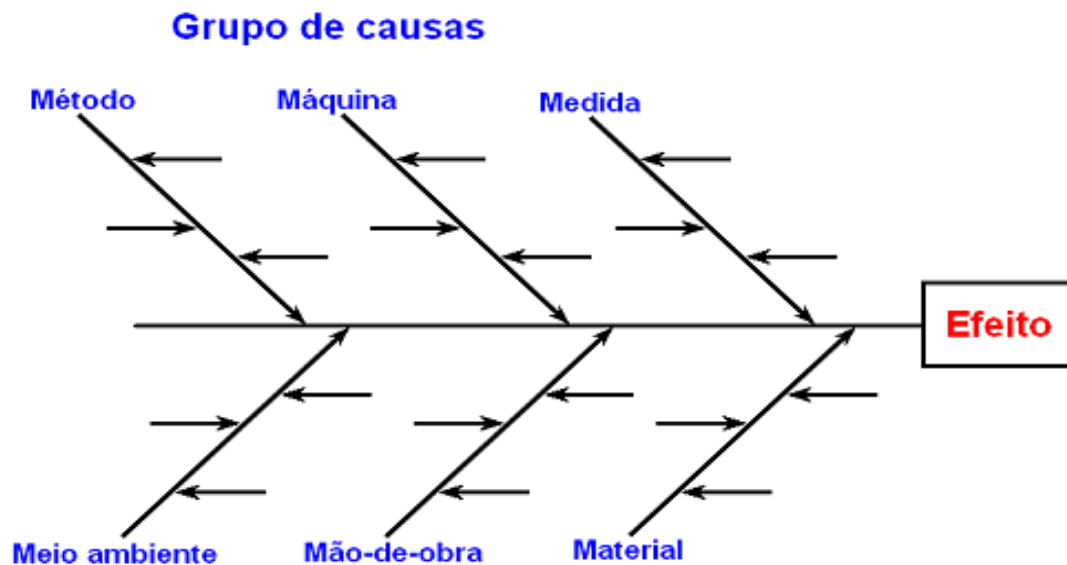 Grupo de causas
Método
Máquina
Medida
Efeito
Meio ambiente
Mão-de-obra
Material